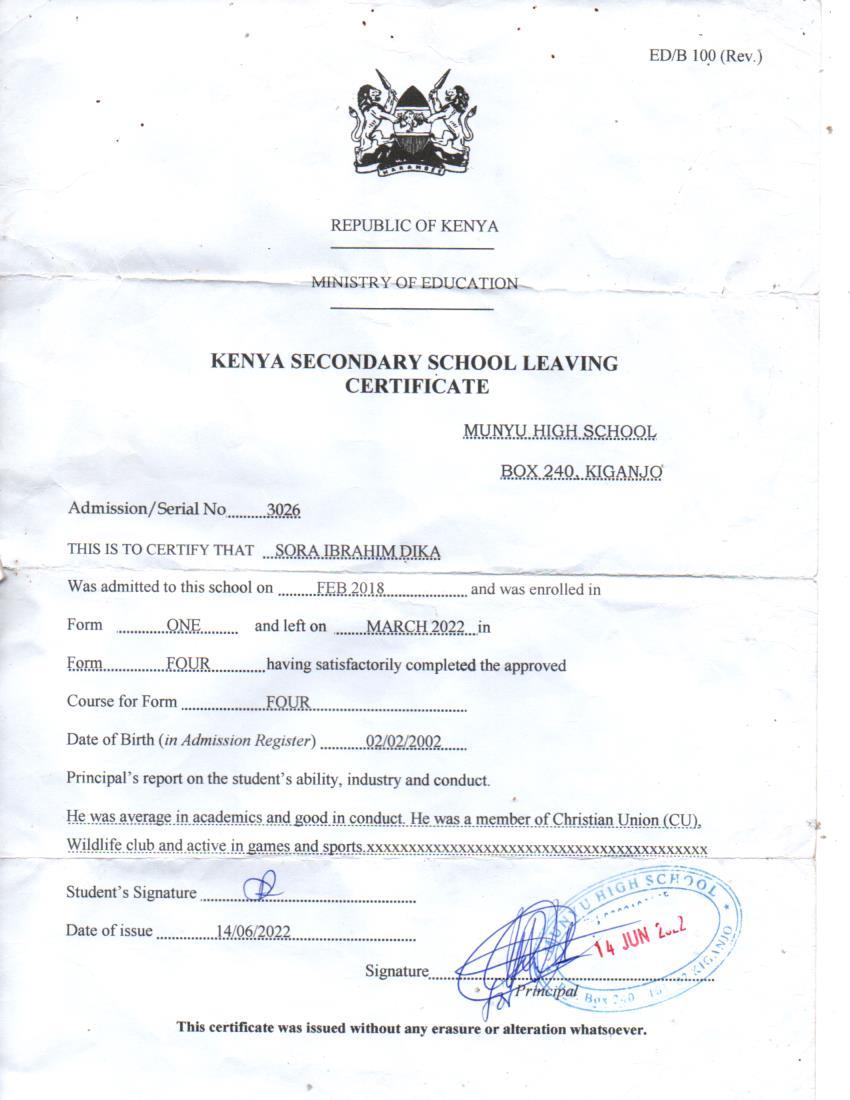 ED/B 100 (Rev.)
HARAMBEE
REPUBLIC OF KENYA
MINISTRY OF EDUCATION
KENYA SECONDARY SCHOOL LEAVING
CERTIFICATE
MUNYU HIGH SCHOOL
BOX 240, KIGANJO
Admission/Serial No. 3026
THIS IS TO CERTIFY THAT SORA IBRAHIM DIKA
Was admitted to this school on FEB 2018 and was enrolled in
Form ONE and left on MARCH 2022 in
Form FOUR having satisfactorily completed the approved
Course for Form FOUR
Date of Birth (in Admission Register) 02/02/2002
Principal's report on the student's ability, industry and conduct.
He was average in academics and good in conduct. He was a member of Christian Union (CU),
Wildlife club and active in games and sports.xxxxxxxxxxxxxxxxxxxxxxxxxxxxxxxxxxxxxxxxx
Student's Signature
Date of issue 14/06/2022
MUNYU HIGH SCHOOL
14 JUN 2022
Box 240 KIGANJO
Signature
Principal
This certificate was issued without any erasure or alteration whatsoever.